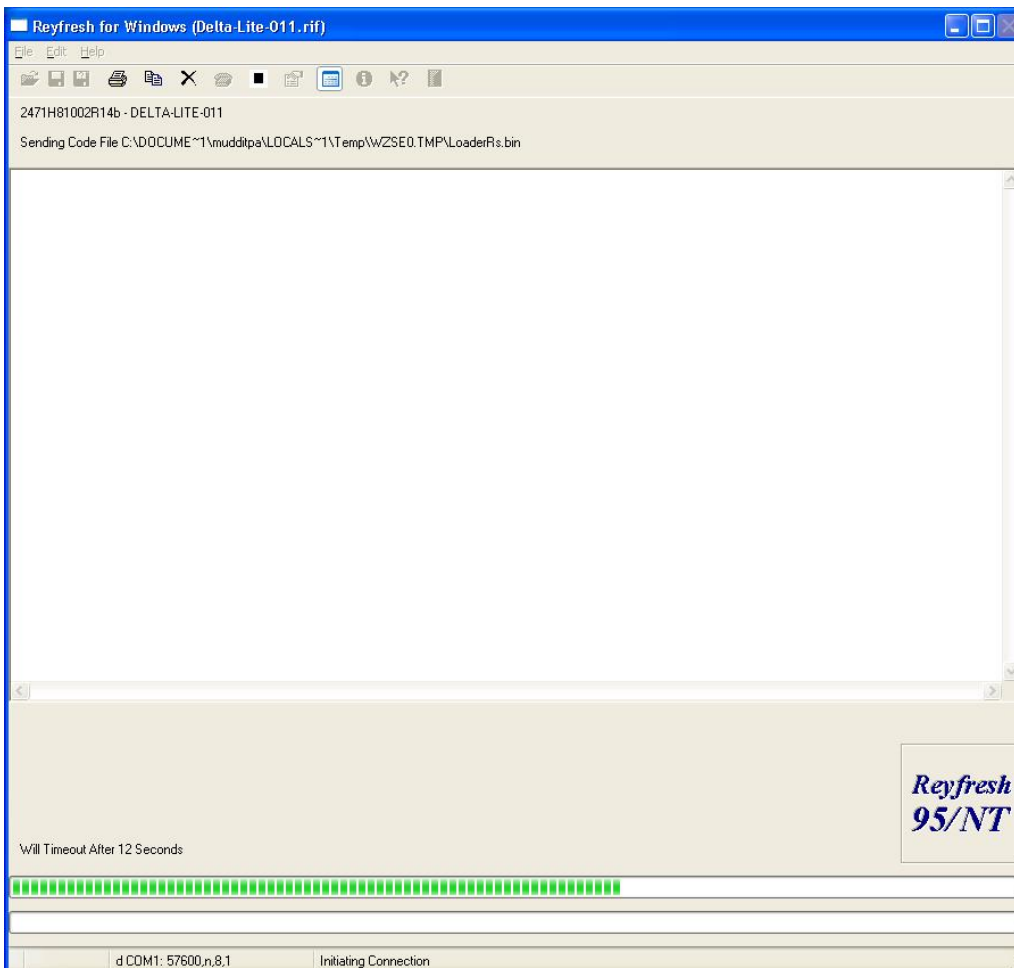 Reyfresh for Windows (Delta-Lite-011.rif)
File Edit Help
2471H81002R14b - DELTA-LITE-011
Sending Code File C:\DOCUME~1\mudditpa\LOCALS~1\Temp\WZSE0.TMP\LoaderRs.bin
Reyfresh
95/NT
Will Timeout After 12 Seconds
d COM1: 57600,n,8,1 Initiating Connection